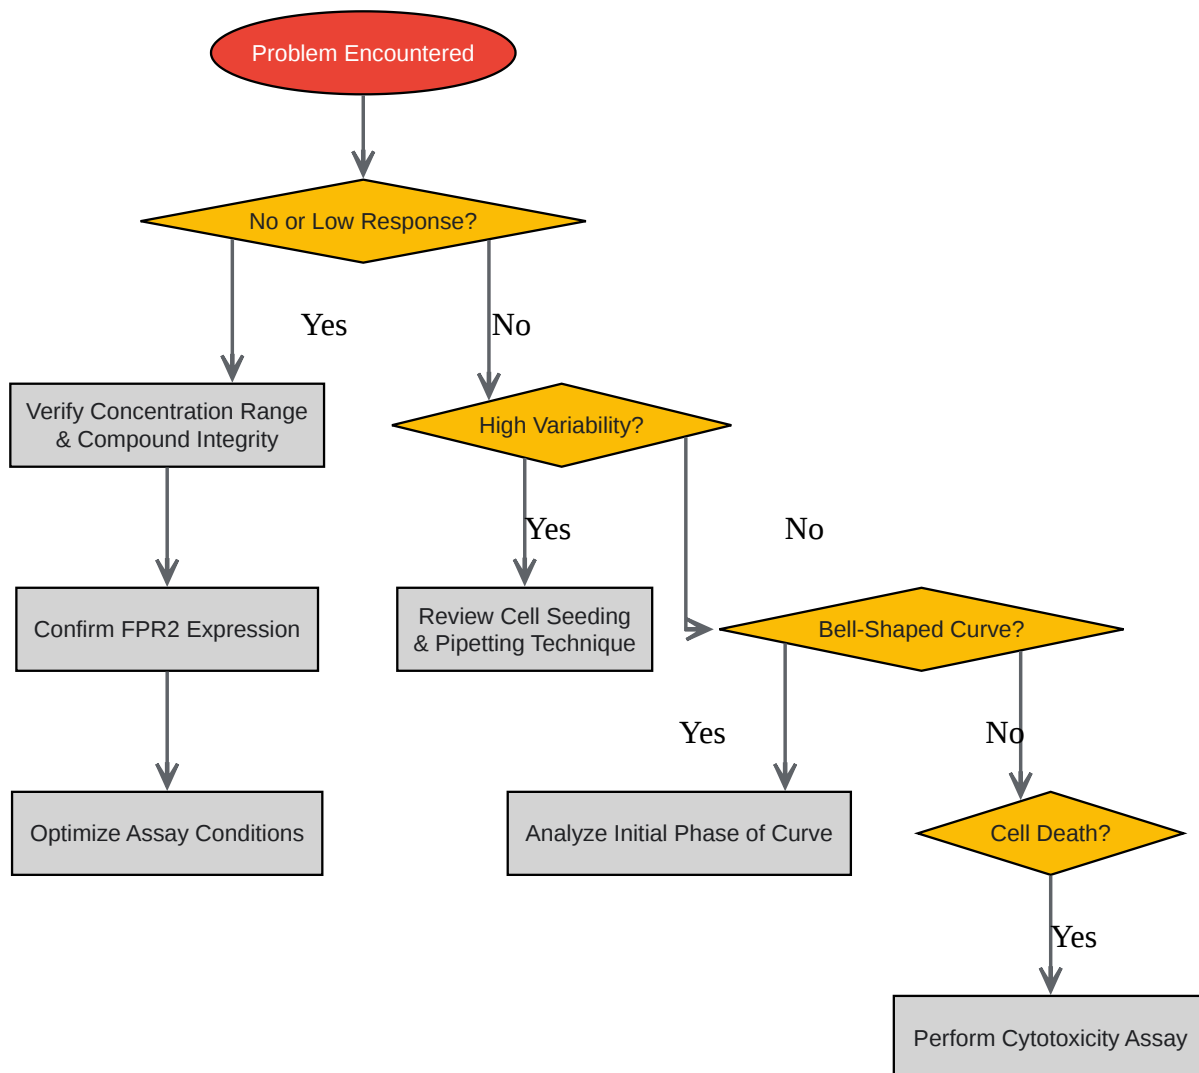 Problem Encountered
No or Low Response?
Yes
No
Verify Concentration Range
& Compound Integrity
High Variability?
Yes
No
Confirm FPR2 Expression
Review Cell Seeding
& Pipetting Technique
Bell-Shaped Curve?
Yes
No
Optimize Assay Conditions
Analyze Initial Phase of Curve
Cell Death?
Yes
Perform Cytotoxicity Assay